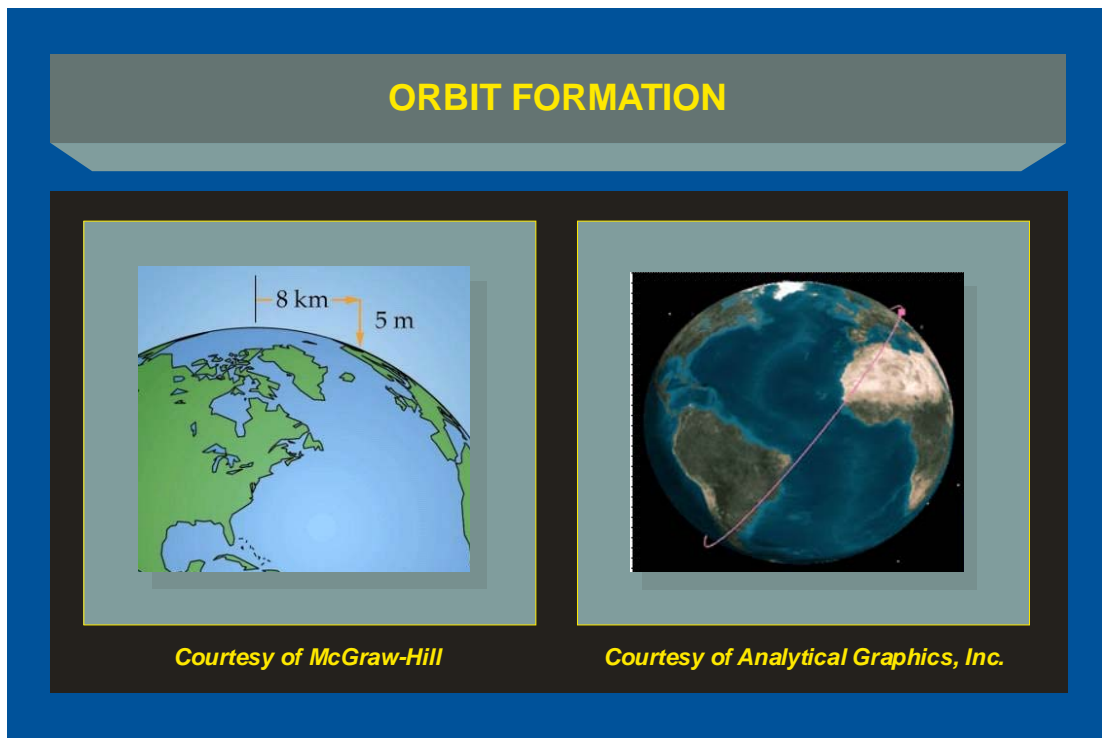 ORBIT FORMATION
8 km
5 m
Courtesy of McGraw-Hill
Courtesy of Analytical Graphics, Inc.